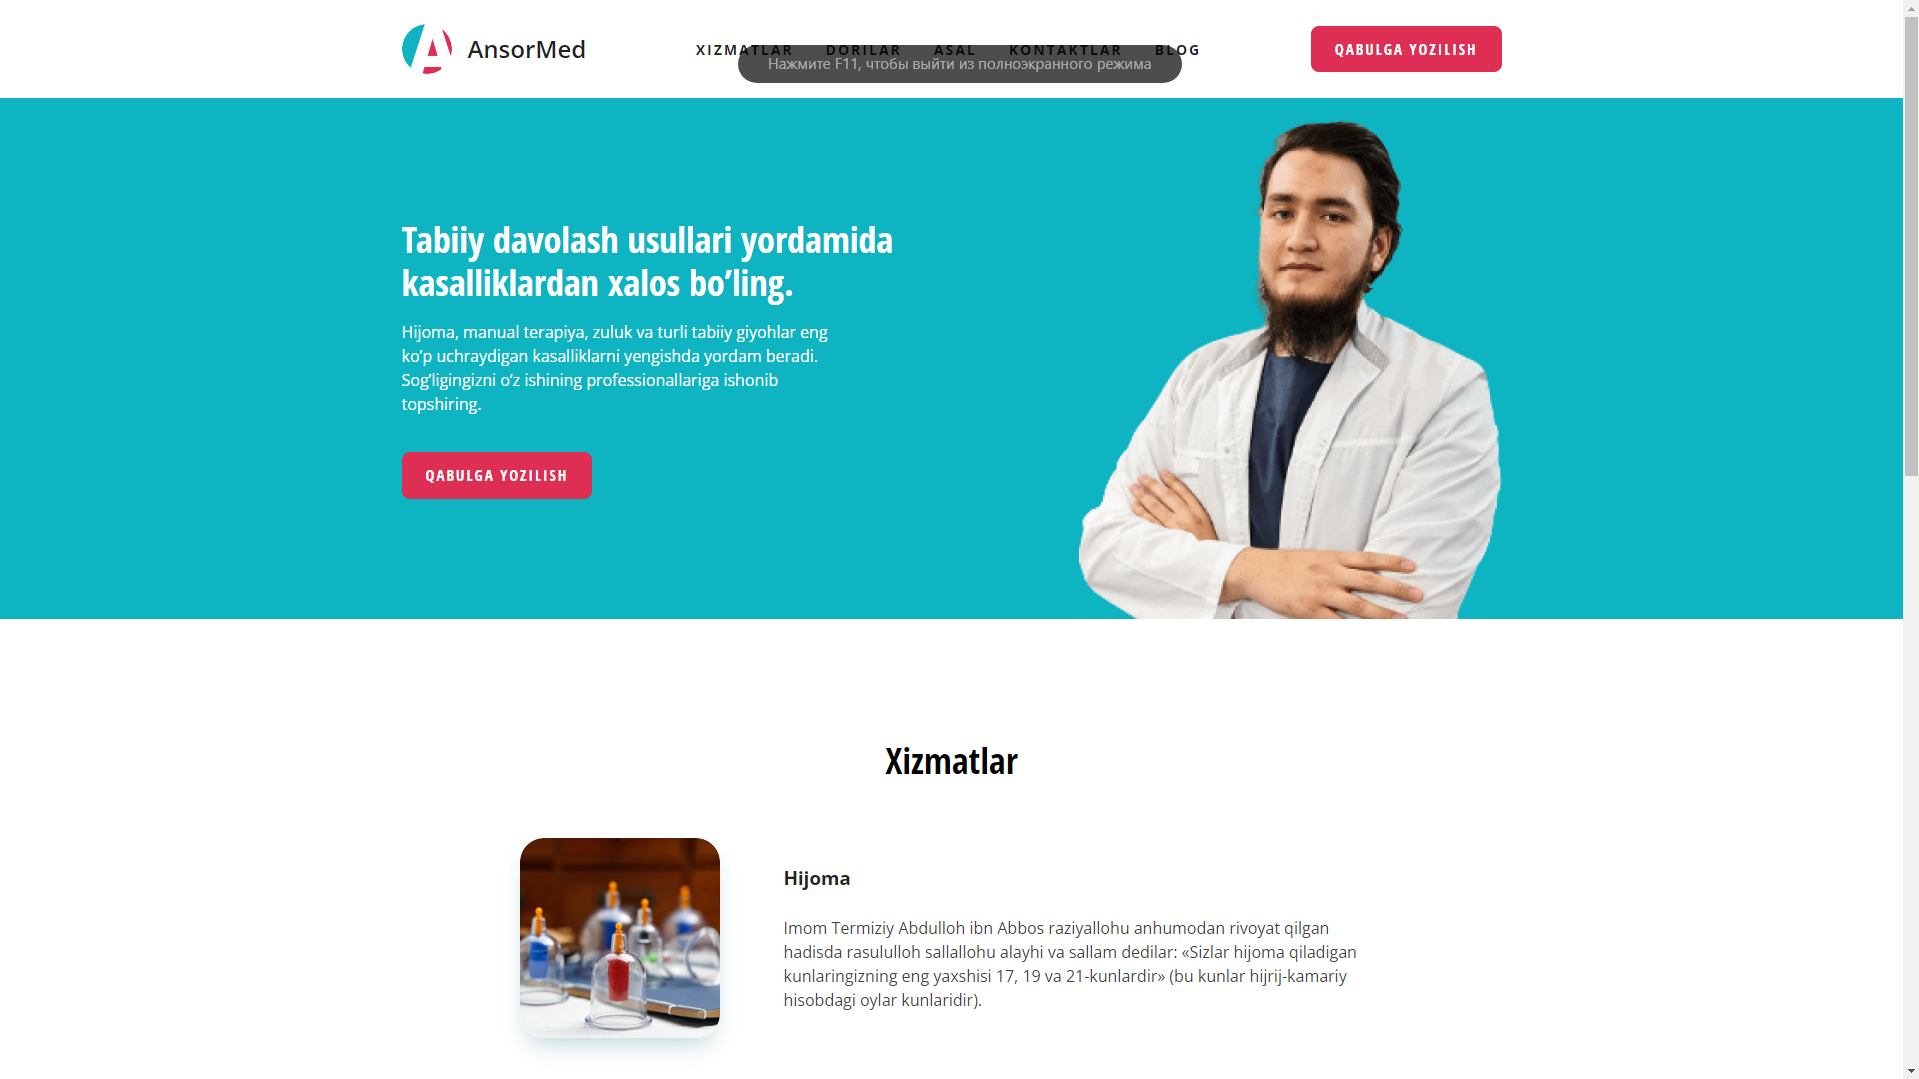 AnsorMed
XIZMATLAR DORILAR ASAL KONTAKTLAR BLOG
QABULGA YOZILISH
Нажмите F11, чтобы выйти из полноэкранного режима
Tabiiy davolash usullari yordamida
kasalliklardan xalos bo’ling.
Hijoma, manual terapiya, zuluk va turli tabiiy giyohlar eng
ko’p uchraydigan kasalliklarni yengishda yordam beradi.
Sog’ligingizni o’z ishining professionallariga ishonib
topshiring.
QABULGA YOZILISH
Xizmatlar
Hijoma
Imom Termiziy Abdulloh ibn Abbos raziyallohu anhumodan rivoyat qilgan
hadisda rasululloh sallallohu alayhi va sallam dedilar: «Sizlar hijoma qiladigan
kunlaringizning eng yaxshisi 17, 19 va 21-kunlardir» (bu kunlar hijrij-kamariy
hisobdagi oylar kunlaridir).